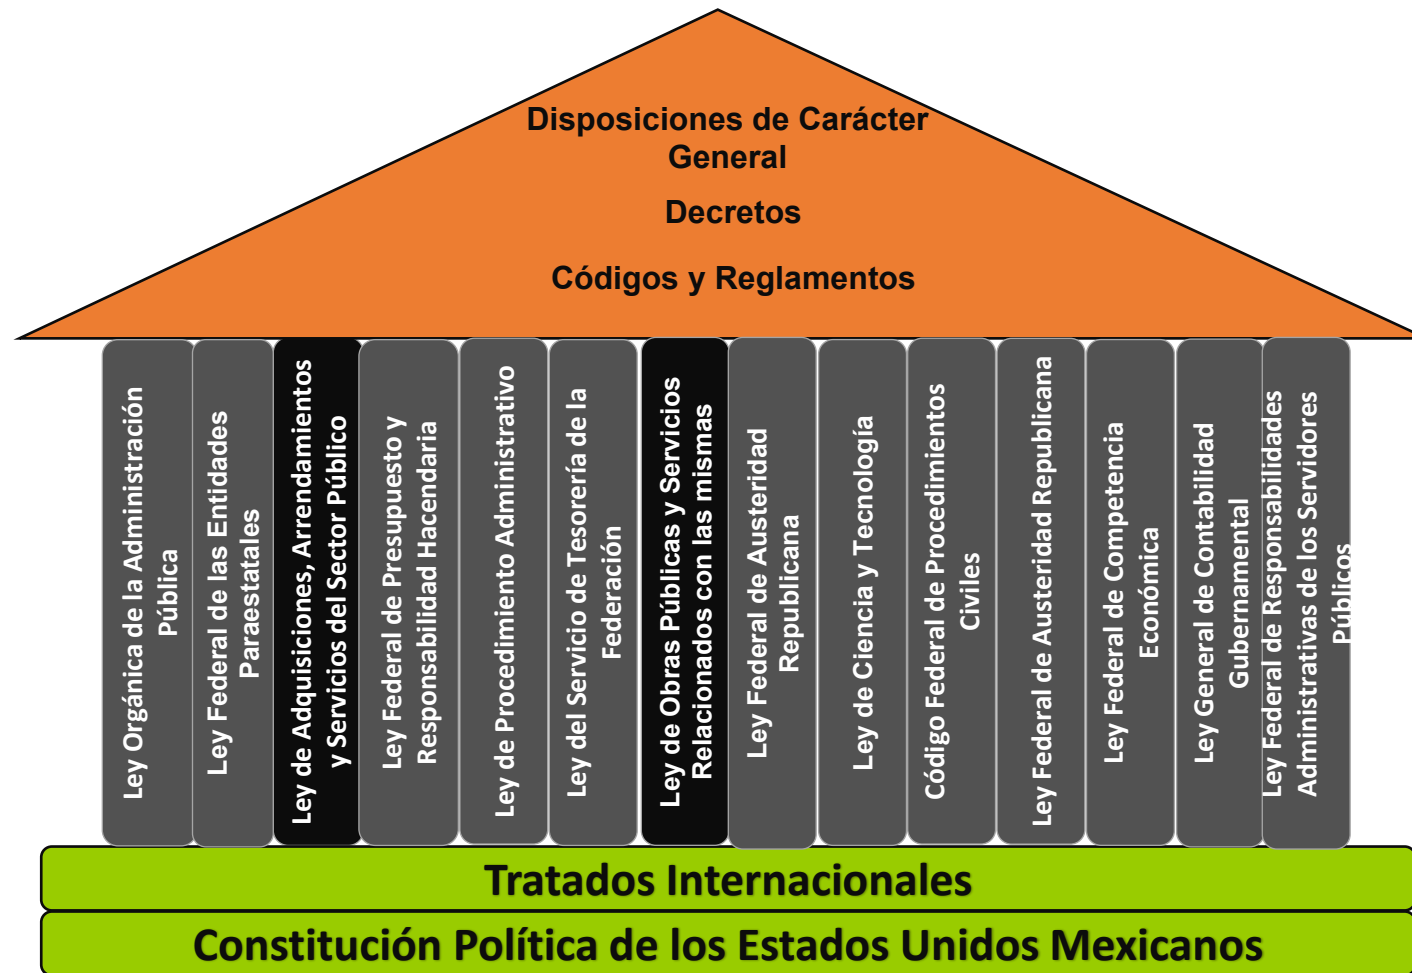 Disposiciones de Carácter
General
Decretos
Códigos y Reglamentos
Ley Orgánica de la Administración
Pública
Ley Federal de las Entidades
Paraestatales
Ley de Adquisiciones, Arrendamientos
y Servicios del Sector Público
Ley Federal de Presupuesto y
Responsabilidad Hacendaria
Ley de Procedimiento Administrativo
Ley del Servicio de Tesorería de la
Federación
Ley de Obras Públicas y Servicios
Relacionados con las mismas
Ley Federal de Austeridad
Republicana
Ley de Ciencia y Tecnología
Código Federal de Procedimientos
Civiles
Ley Federal de Austeridad Republicana
Ley Federal de Competencia
Económica
Ley General de Contabilidad
Gubernamental
Ley Federal de Responsabilidades
Administrativas de los Servidores
Públicos
Tratados Internacionales
Constitución Política de los Estados Unidos Mexicanos